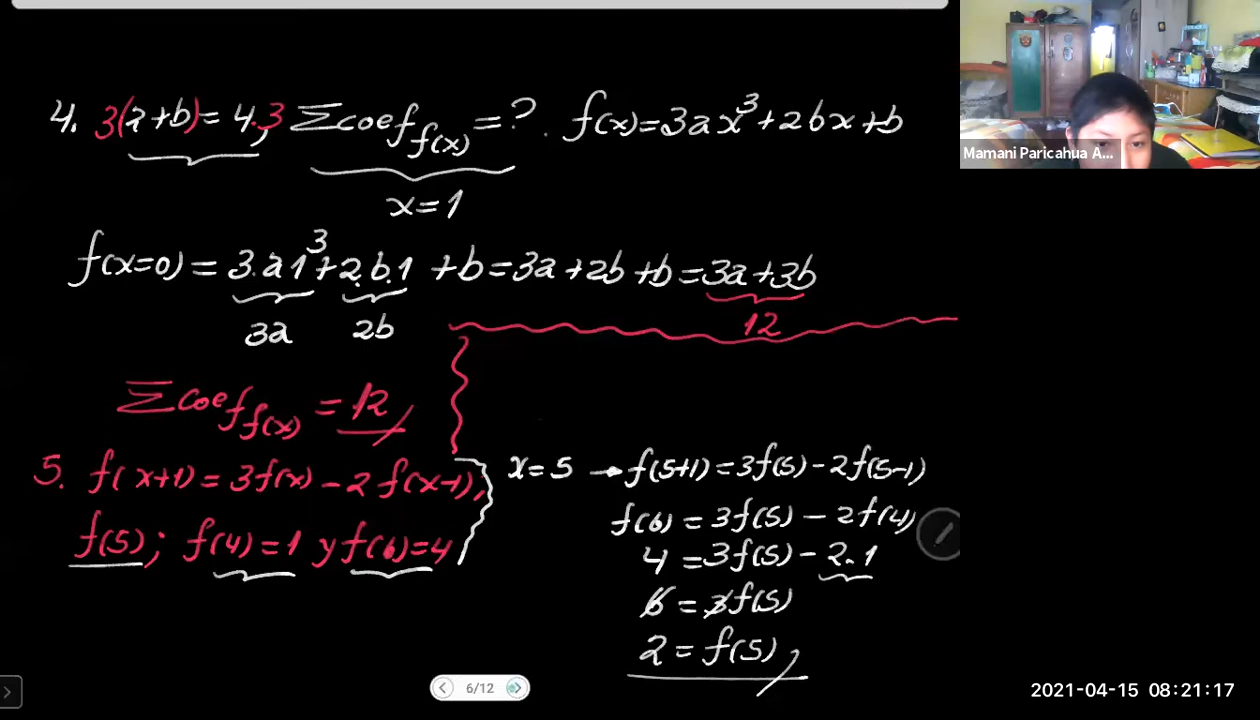 4. 3(a+b)=4.3 Σcoef f(x)=?. f(x)=3ax³+2bx+b
x=1
f(x=0)=3.a1³+2.b.1+b=3a+2b+b=3a+3b
3a 2b 12
Σcoef f(x)=12
5. f(x+1)=3f(x)-2f(x-1),
f(5); f(4)=1 y f(6)=4
x=5 → f(5+1)=3f(5)-2f(5-1)
f(6)=3f(5)-2f(4)
4=3f(5)-2.1
6=3f(5)
2=f(5)
Mamani Paricahua A...
6/12
2021-04-15 08:21:17